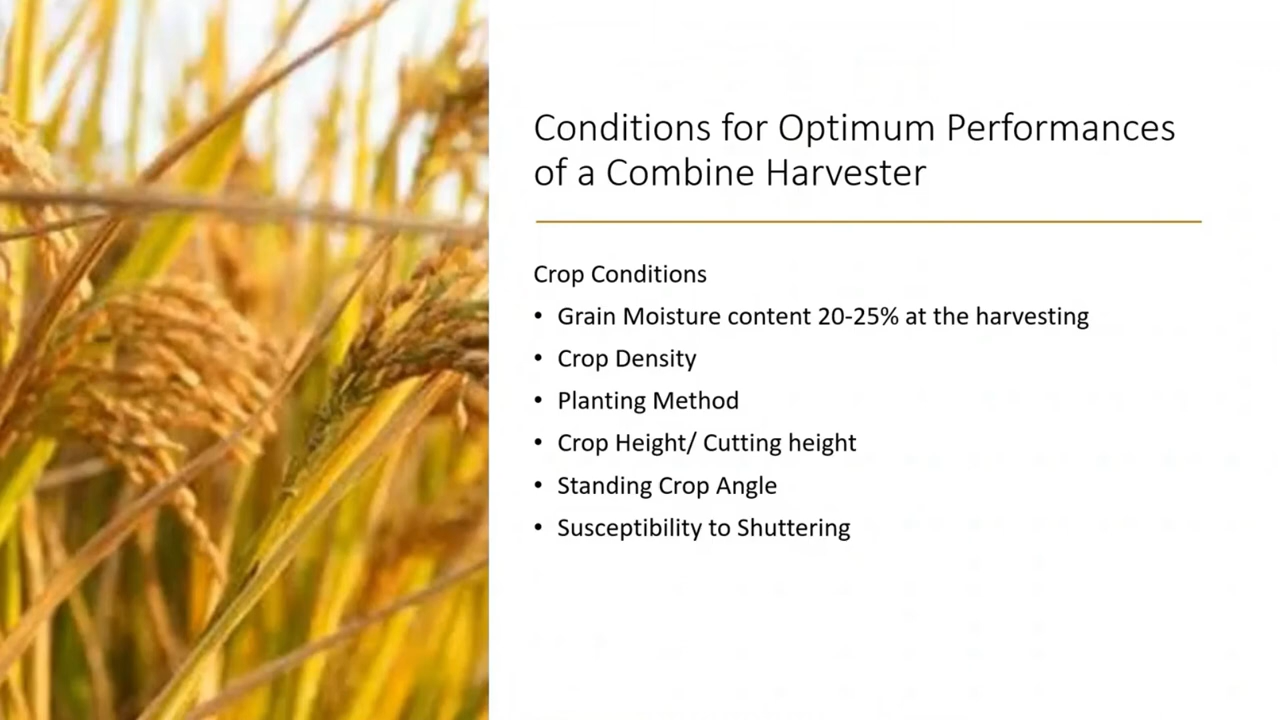 Conditions for Optimum Performances
of a Combine Harvester
Crop Conditions
• Grain Moisture content 20-25% at the harvesting
• Crop Density
• Planting Method
• Crop Height/ Cutting height
• Standing Crop Angle
• Susceptibility to Shuttering